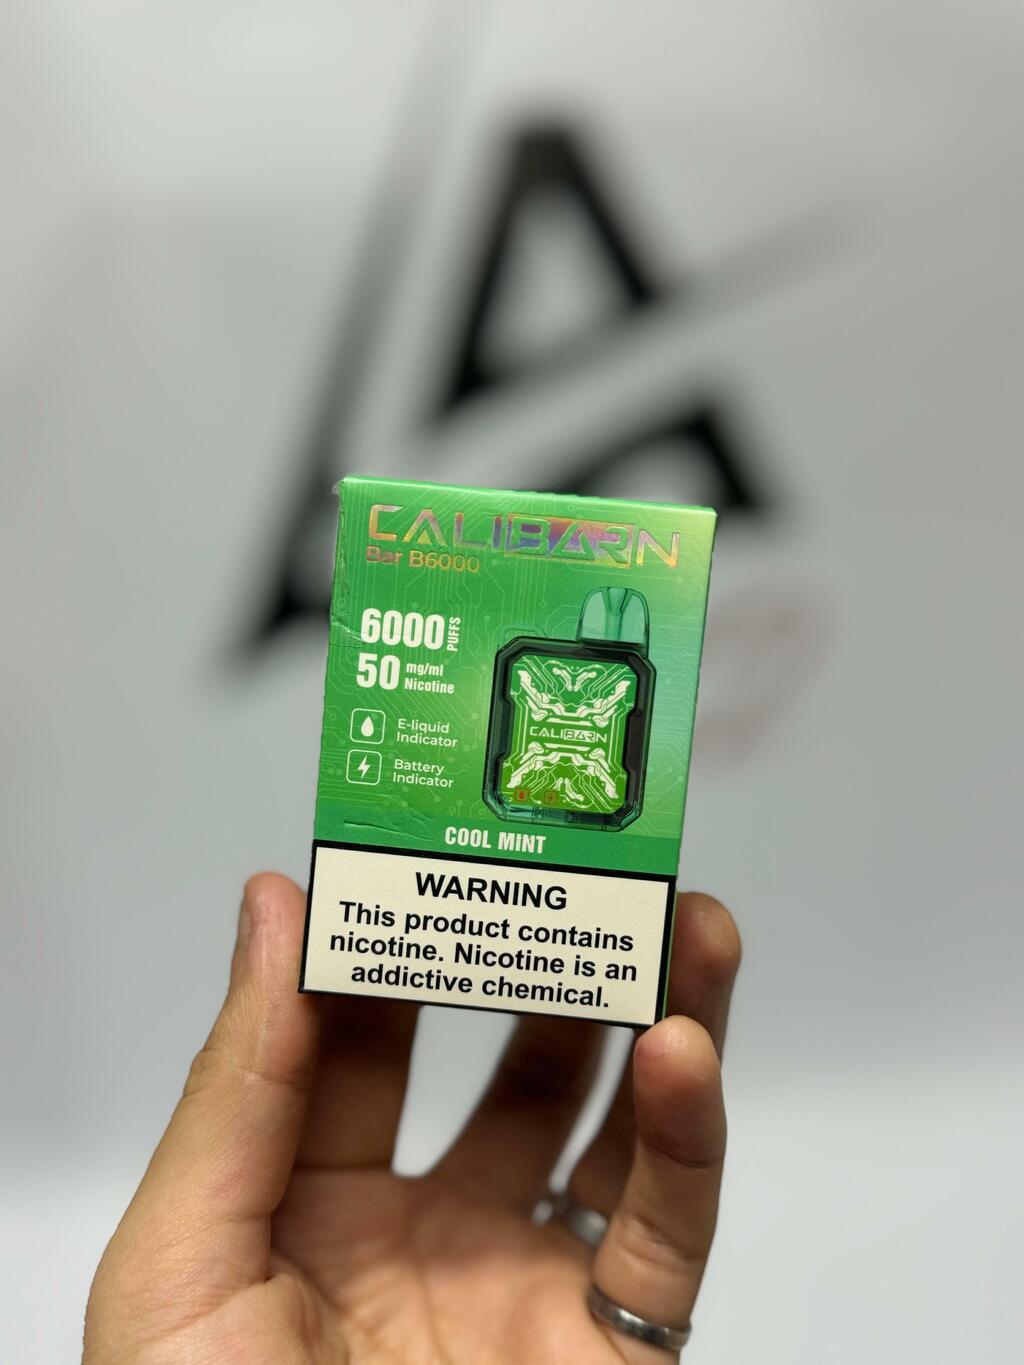 CALIBARN
Bar B6000
6000 PUFFS
50 mg/ml Nicotine
E-liquid
Indicator
Battery
Indicator
CALIBARN
COOL MiNT
WARNING
This product contains
nicotine. Nicotine is an
addictive chemical.